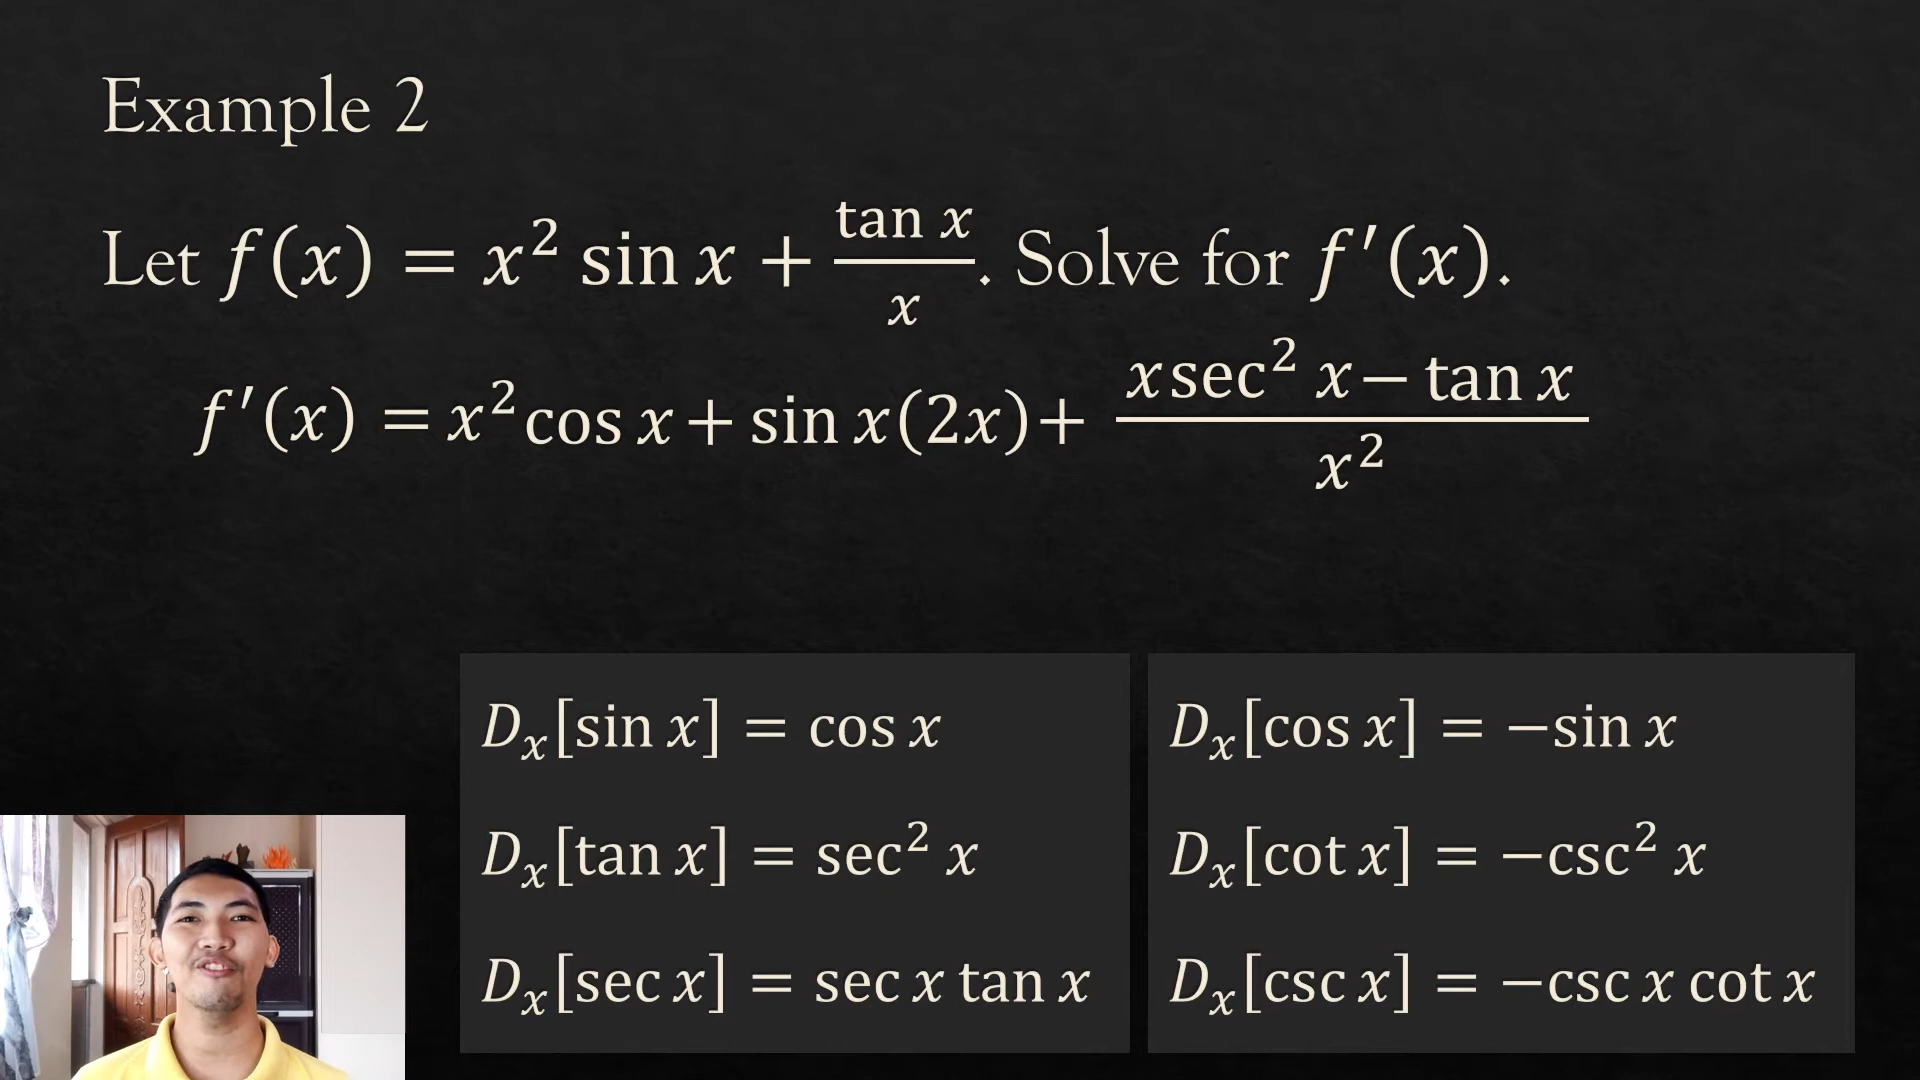 Example 2
Let f(x) = x² sin x + tan x / x. Solve for f′(x).
f′(x) = x² cos x + sin x(2x) + x sec² x − tan x / x²
Dₓ[sin x] = cos x
Dₓ[tan x] = sec² x
Dₓ[sec x] = sec x tan x
Dₓ[cos x] = −sin x
Dₓ[cot x] = −csc² x
Dₓ[csc x] = −csc x cot x